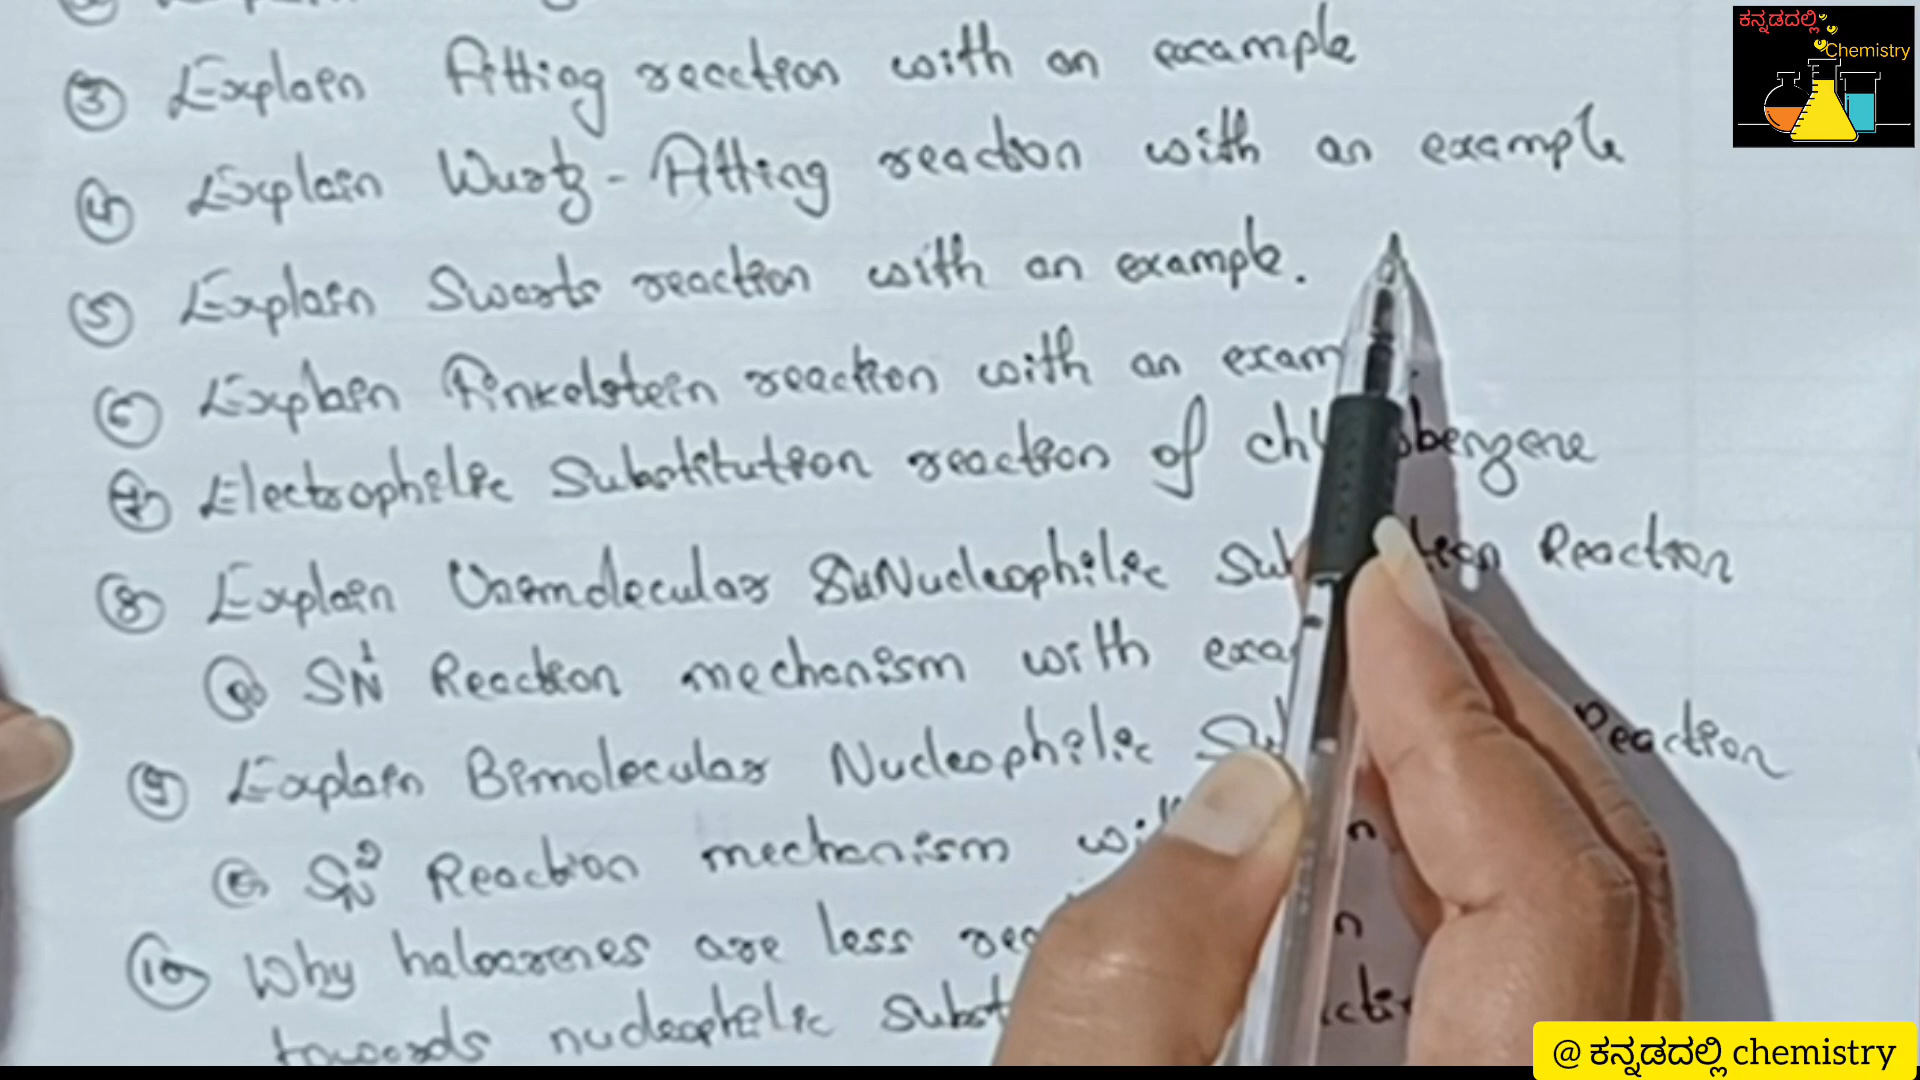 ③ Explain Fitting reaction with an example
④ Explain Wurtz-Fitting reaction with an example
⑤ Explain Swarts reaction with an example.
⑥ Explain Finkelstein reaction with an exam
⑦ Electrophilic Substitution reaction of ch benzene
⑧ Explain Unimolecular Nucleophilic Sub Reaction
SN1 Reaction mechanism with exa
⑨ Explain Bimolecular Nucleophilic Reaction
SN2 Reaction mechanism
⑩ Why haloarenes are less rea
towards nucleophilic Subst
ಕನ್ನಡದಲ್ಲಿ
Chemistry
@ ಕನ್ನಡದಲ್ಲಿ chemistry